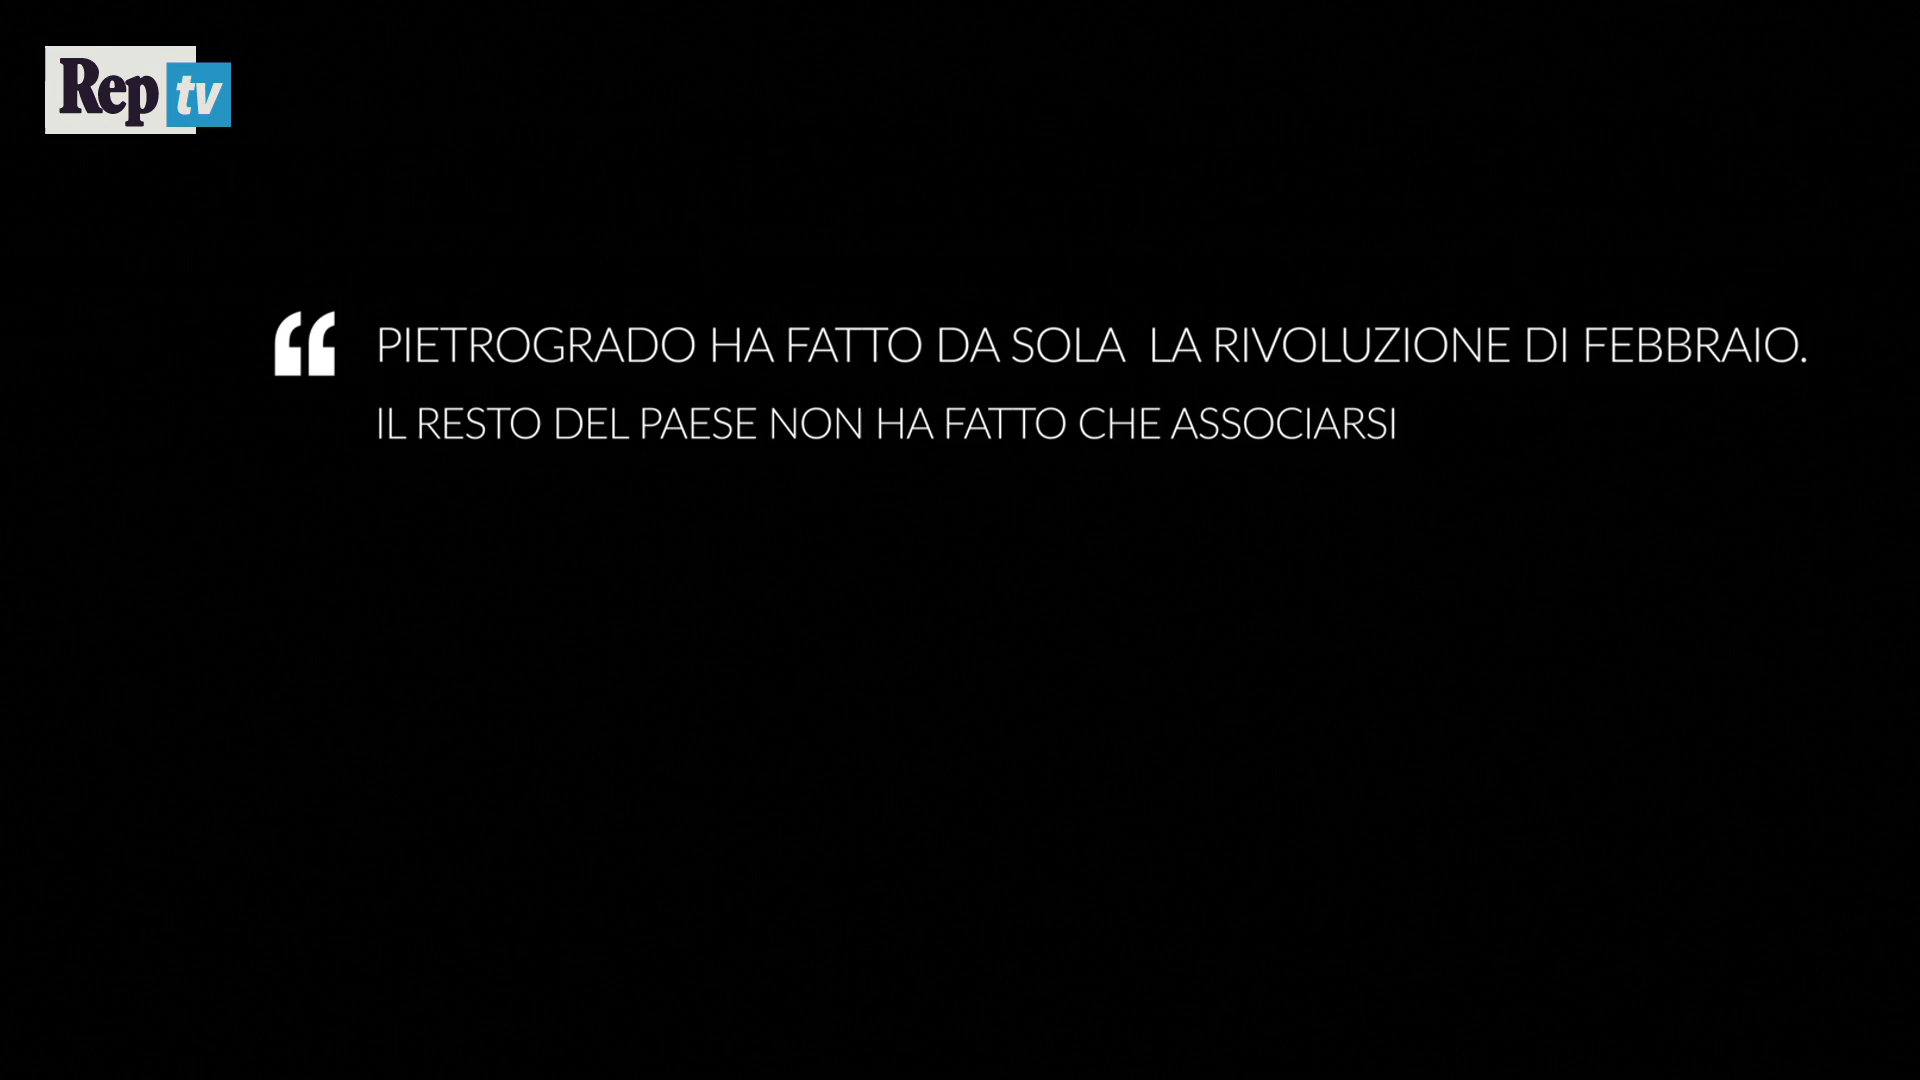 Rep tv
“ PIETROGRADO HA FATTO DA SOLA LA RIVOLUZIONE DI FEBBRAIO.
IL RESTO DEL PAESE NON HA FATTO CHE ASSOCIARSI